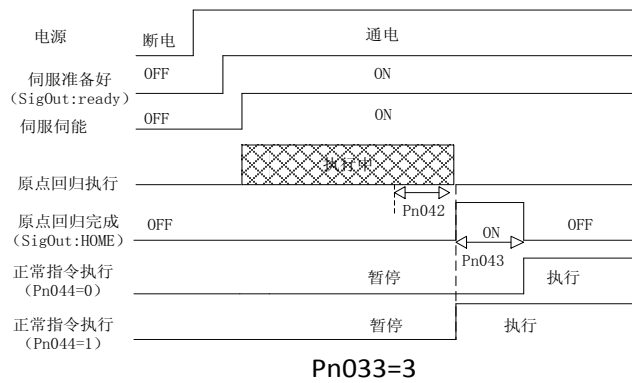 电源 断电 通电
伺服准备好 OFF ON
(SigOut:ready)
伺服伺能 OFF ON
执行中
原点回归执行
Pn042
原点回归完成 OFF ON OFF
(SigOut:HOME)
Pn043
正常指令执行 暂停 执行
(Pn044=0)
正常指令执行 暂停 执行
(Pn044=1)
Pn033=3